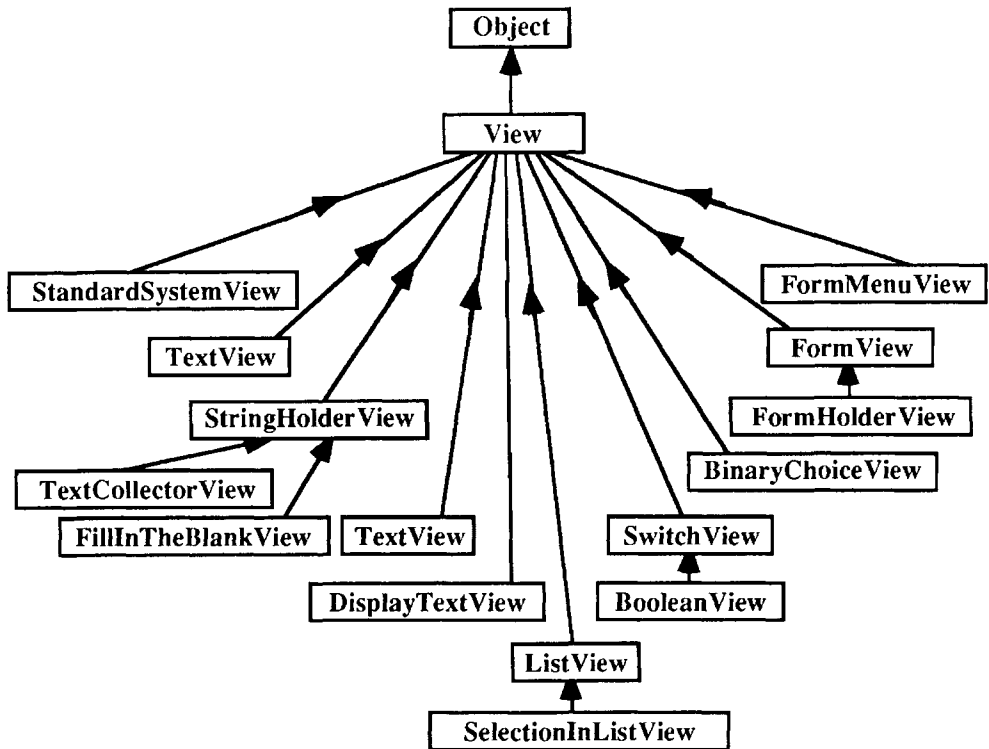 Object
View
StandardSystemView
FormMenuView
TextView
FormView
StringHolderView
FormHolderView
TextCollectorView
BinaryChoiceView
FillInTheBlankView
TextView
SwitchView
DisplayTextView
BooleanView
ListView
SelectionInListView